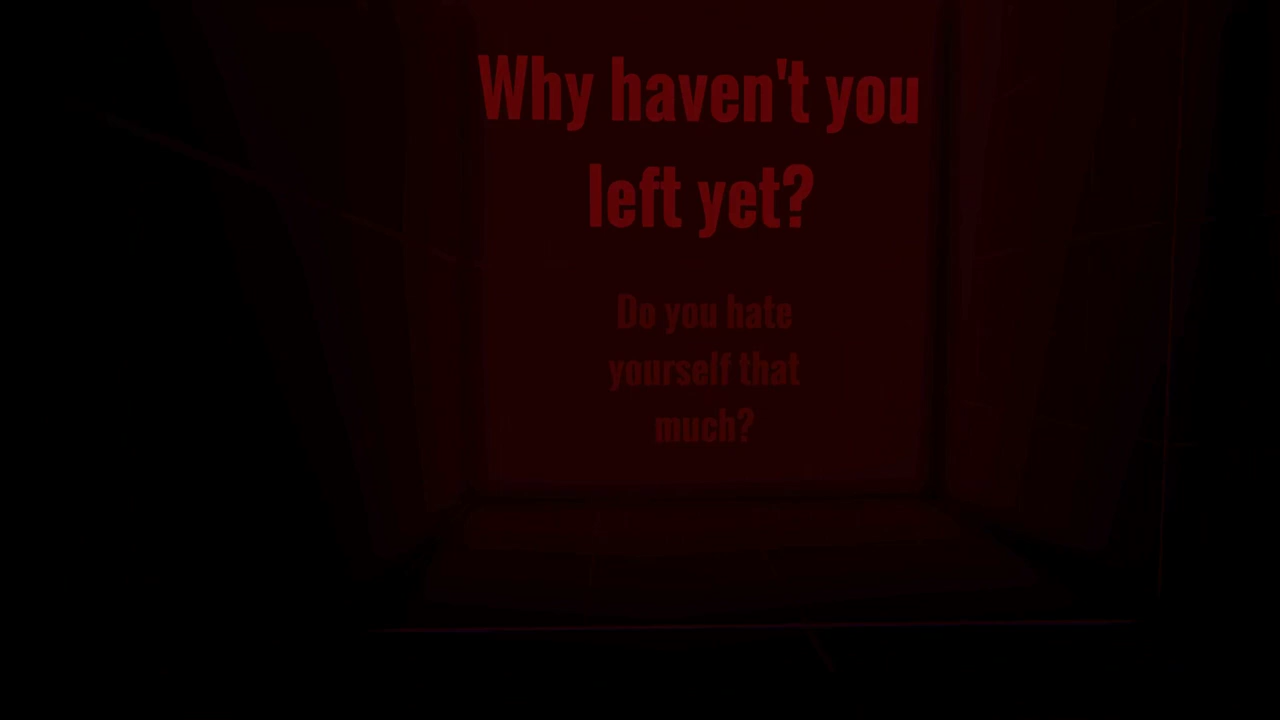 Why haven't you
left yet?
Do you hate
yourself that
much?